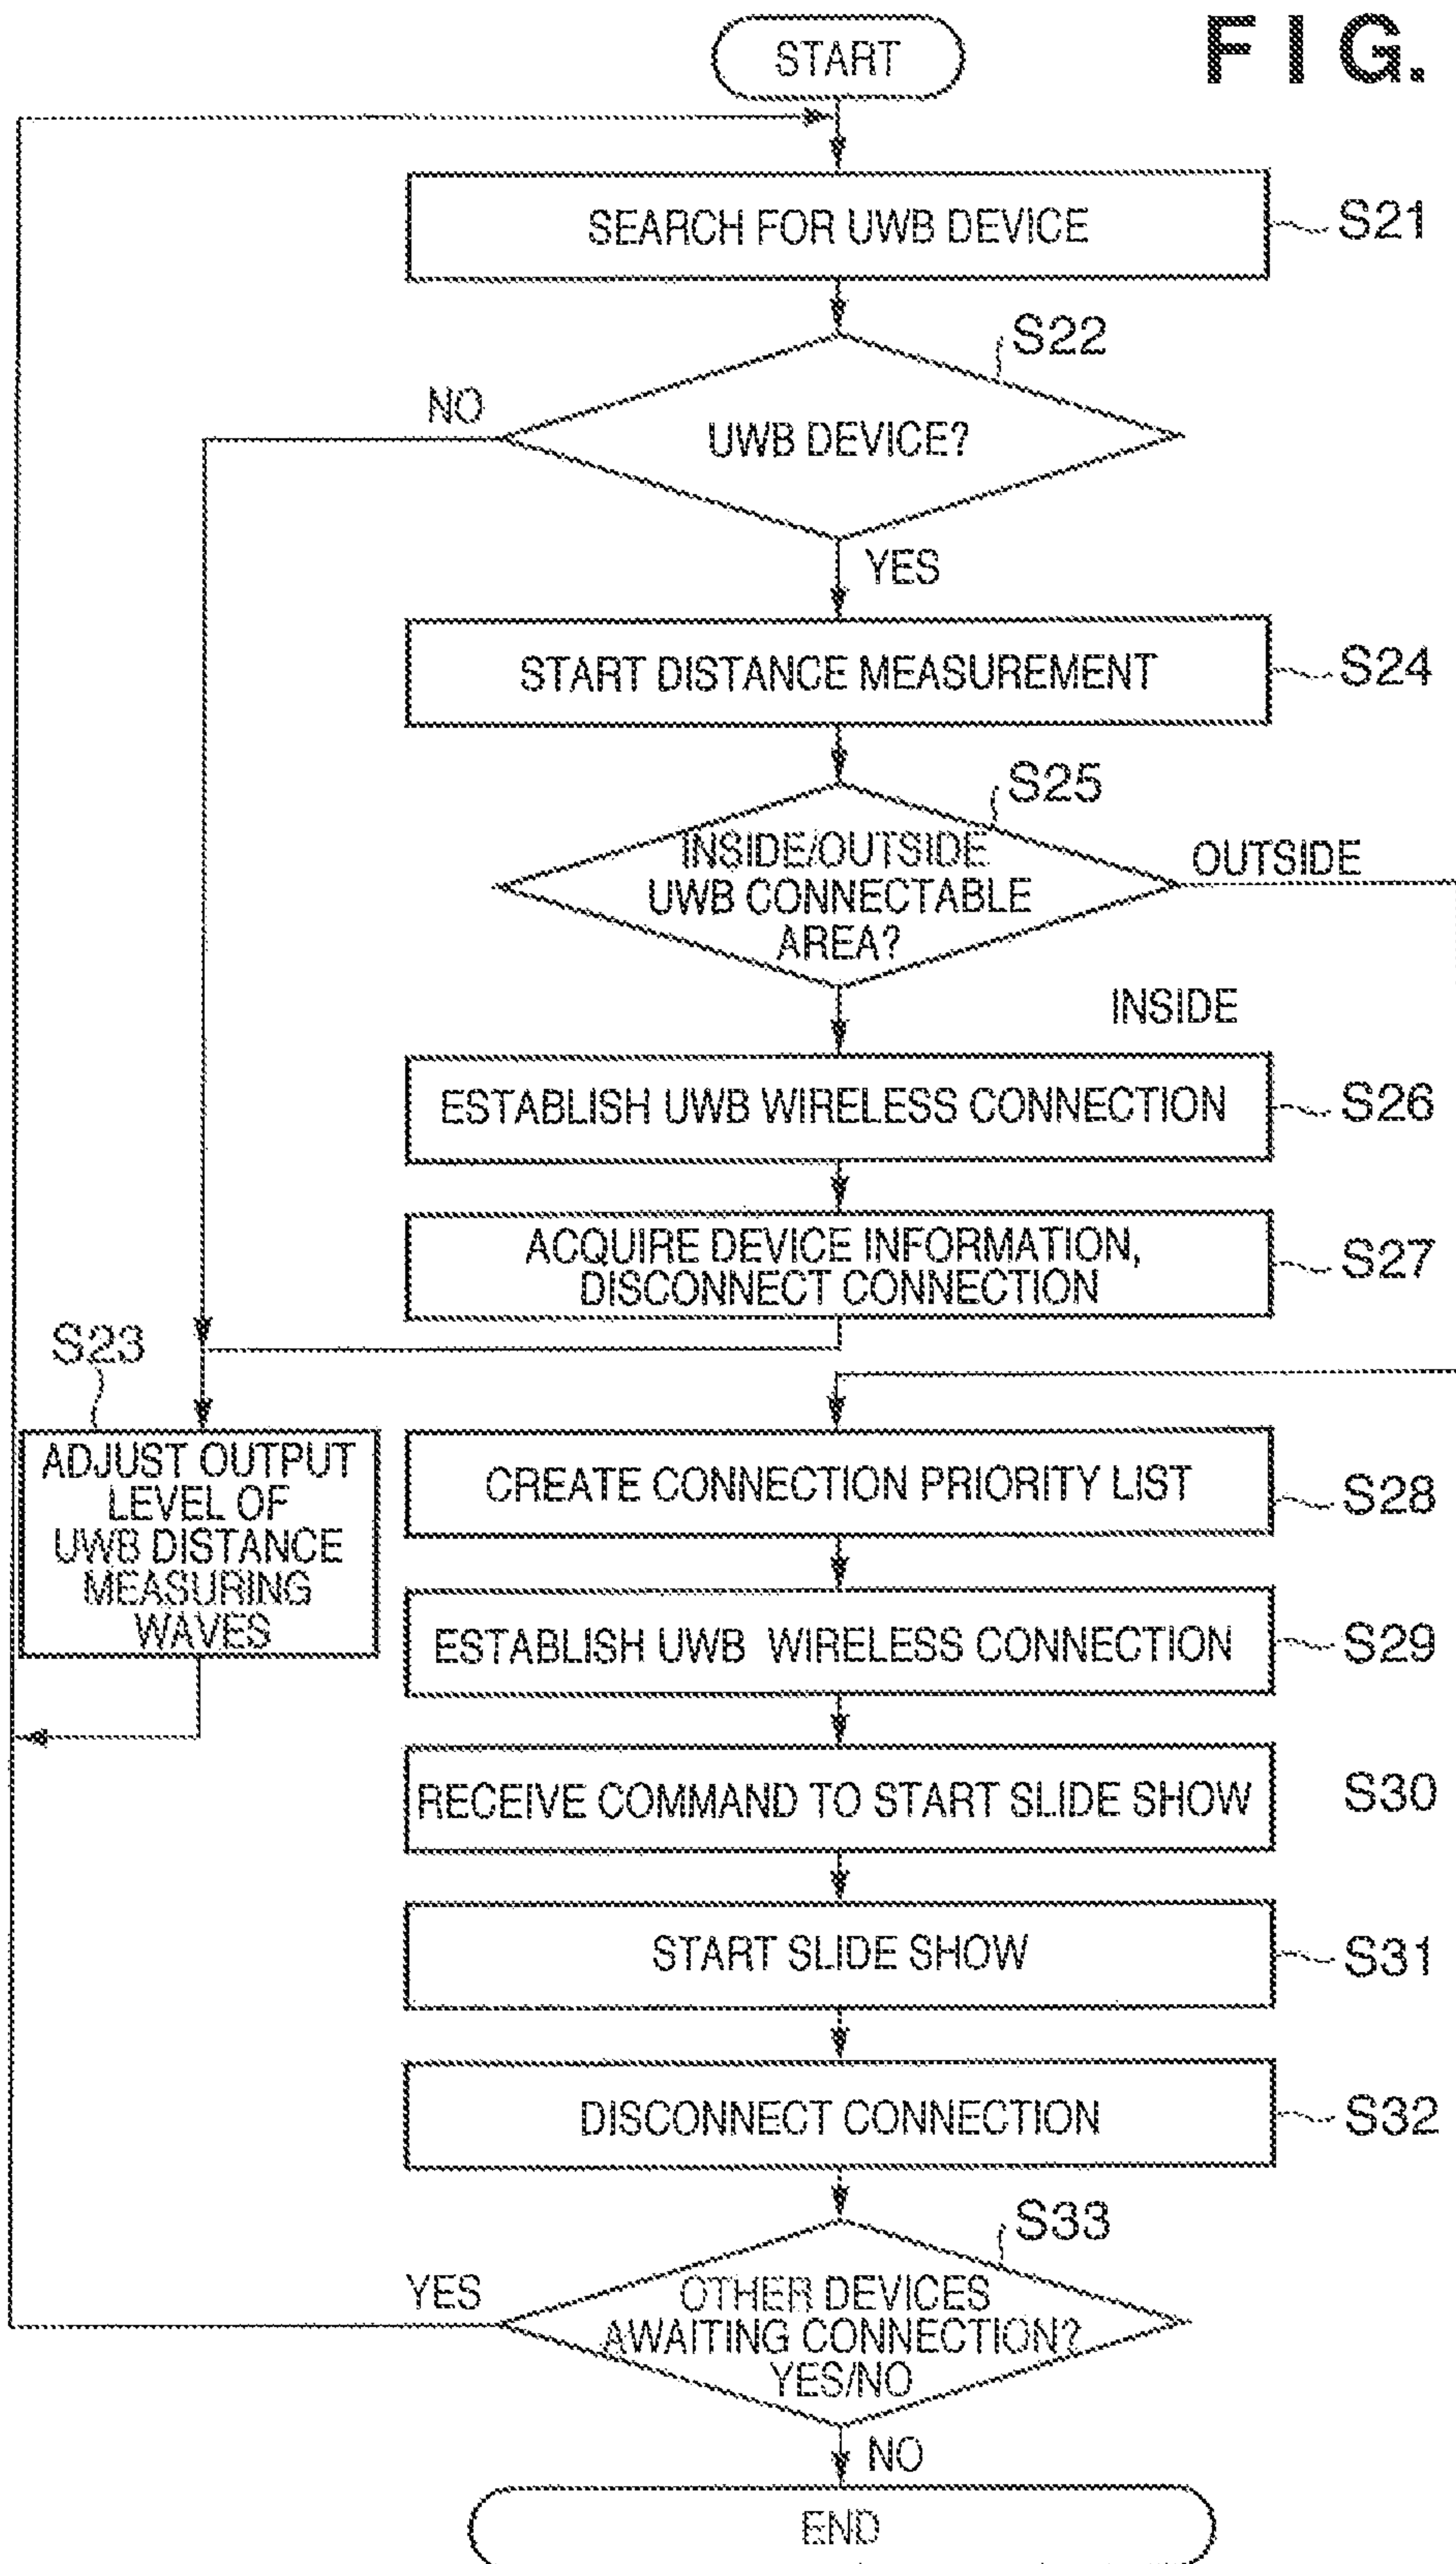 FIG.
START
SEARCH FOR UWB DEVICE
S21
S22
NO
UWB DEVICE?
YES
START DISTANCE MEASUREMENT
S24
S25
INSIDE/OUTSIDE
UWB CONNECTABLE
AREA?
OUTSIDE
INSIDE
ESTABLISH UWB WIRELESS CONNECTION
S26
ACQUIRE DEVICE INFORMATION,
DISCONNECT CONNECTION
S27
S23
ADJUST OUTPUT
LEVEL OF
UWB DISTANCE
MEASURING
WAVES
CREATE CONNECTION PRIORITY LIST
S28
ESTABLISH UWB WIRELESS CONNECTION
S29
RECEIVE COMMAND TO START SLIDE SHOW
S30
START SLIDE SHOW
S31
DISCONNECT CONNECTION
S32
S33
YES
OTHER DEVICES
AWAITING CONNECTION?
YES/NO
NO
END